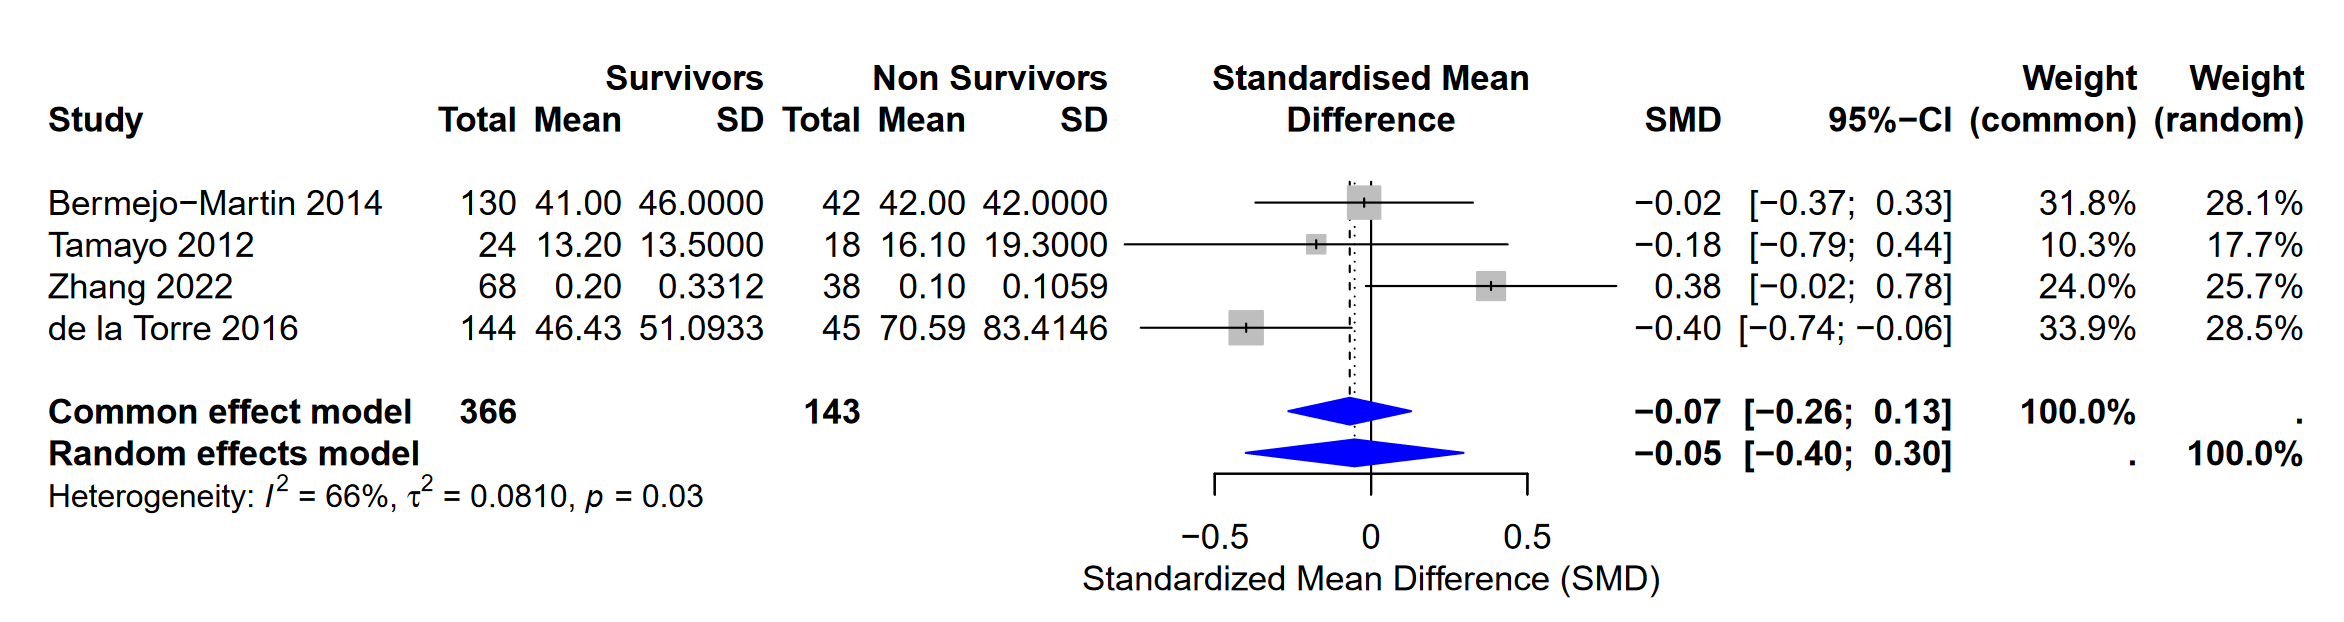 Survivors Non Survivors Standardised Mean Weight Weight
Study Total Mean SD Total Mean SD Difference SMD 95%−CI (common) (random)
Bermejo−Martin 2014 130 41.00 46.0000 42 42.00 42.0000 −0.02 [−0.37; 0.33] 31.8% 28.1%
Tamayo 2012 24 13.20 13.5000 18 16.10 19.3000 −0.18 [−0.79; 0.44] 10.3% 17.7%
Zhang 2022 68 0.20 0.3312 38 0.10 0.1059 0.38 [−0.02; 0.78] 24.0% 25.7%
de la Torre 2016 144 46.43 51.0933 45 70.59 83.4146 −0.40 [−0.74; −0.06] 33.9% 28.5%
Common effect model 366 143 −0.07 [−0.26; 0.13] 100.0% .
Random effects model −0.05 [−0.40; 0.30] . 100.0%
Heterogeneity: I² = 66%, τ² = 0.0810, p = 0.03
−0.5 0 0.5
Standardized Mean Difference (SMD)